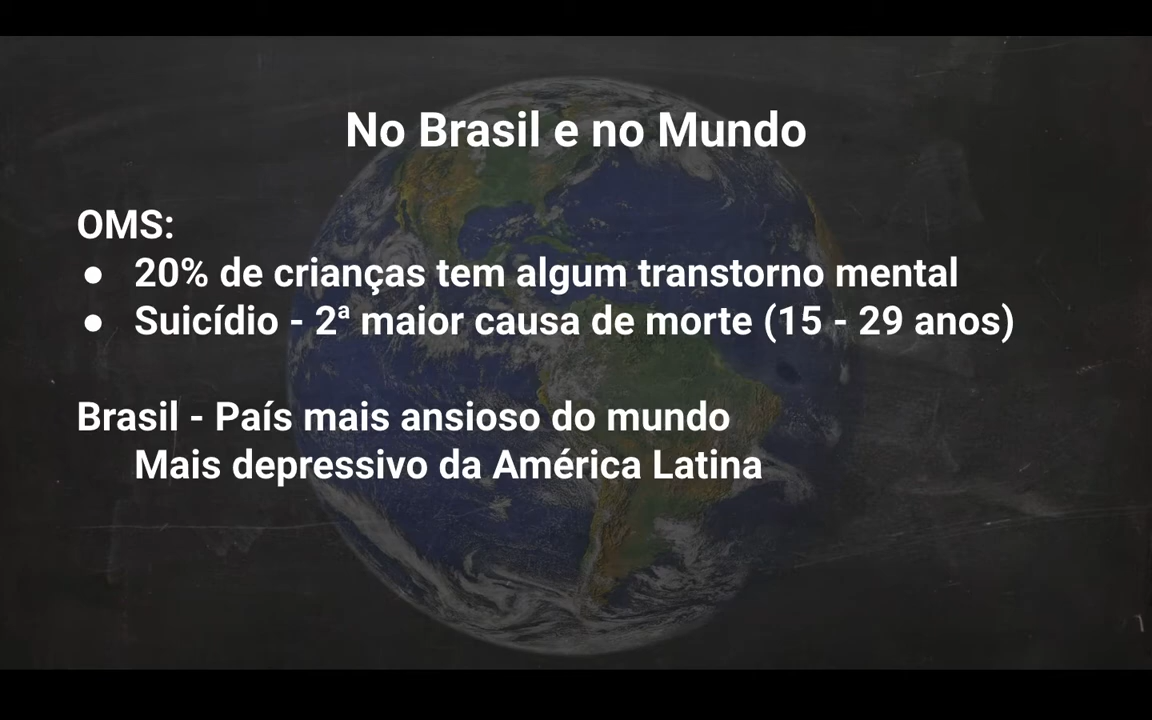 No Brasil e no Mundo
OMS:
● 20% de crianças tem algum transtorno mental
● Suicídio - 2ª maior causa de morte (15 - 29 anos)
Brasil - País mais ansioso do mundo
Mais depressivo da América Latina